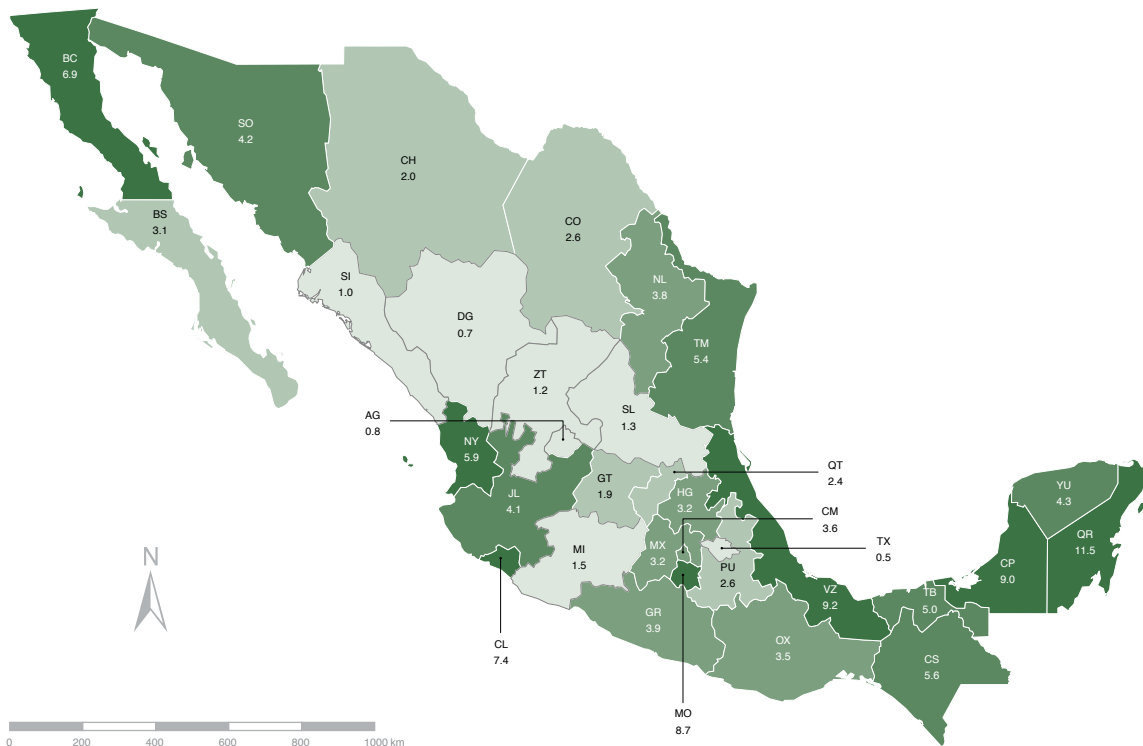 BC
6.9
SO
4.2
CH
2.0
BS
3.1
CO
2.6
SI
1.0
NL
3.8
DG
0.7
TM
5.4
ZT
1.2
SL
1.3
AG
0.8
NY
5.9
QT
2.4
GT
1.9
JL
4.1
HG
3.2
YU
4.3
CM
3.6
QR
11.5
MX
3.2
TX
0.5
MI
1.5
PU
2.6
CP
9.0
N
VZ
9.2
TB
5.0
GR
3.9
OX
3.5
CL
7.4
CS
5.6
MO
8.7
0 200 400 600 800 1000 km